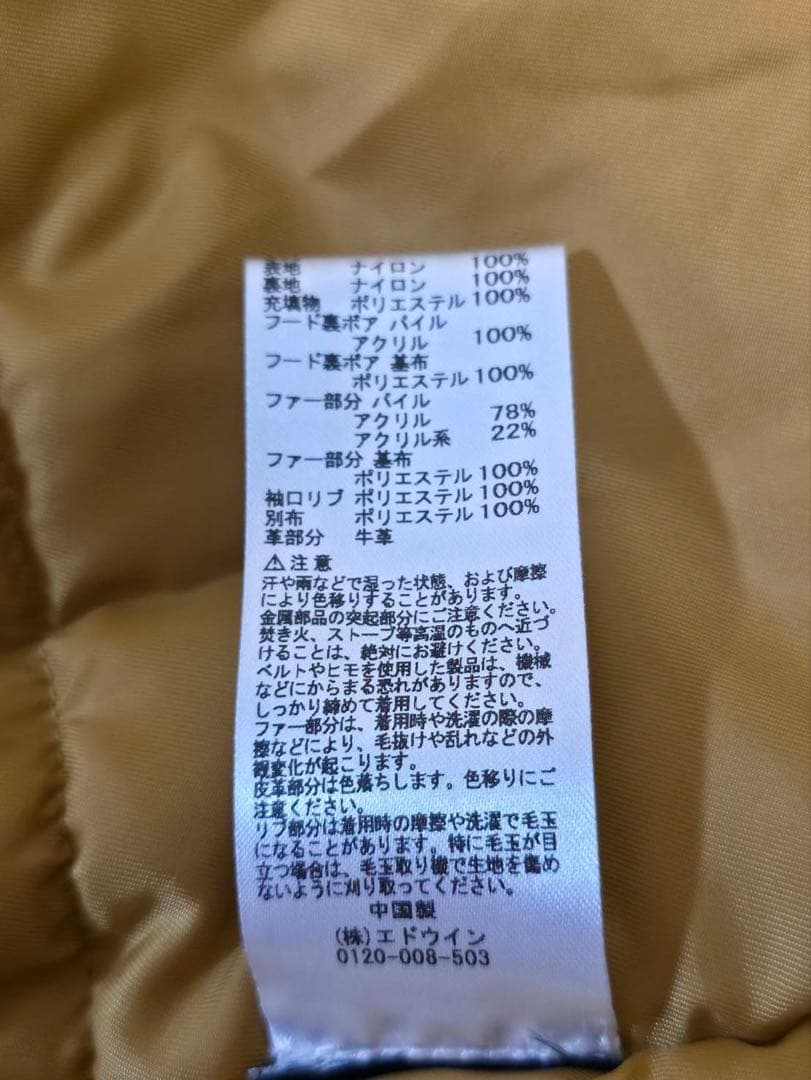 表地 ナイロン 100%
裏地 ナイロン 100%
充填物 ポリエステル 100%
フード裏ボア パイル
アクリル 100%
フード裏ボア 基布
ポリエステル 100%
ファー部分 パイル
アクリル 78%
アクリル系 22%
ファー部分 基布
ポリエステル 100%
袖口リブ ポリエステル 100%
別布 ポリエステル 100%
革部分 牛革
⚠注意
汗や雨などで湿った状態、および摩擦
により色移りすることがあります。
金属部品の突起部分にご注意ください。
焚き火、ストーブ等高温のものへ近づ
けることは、絶対にお避けください。
ベルトやヒモを使用した製品は、機械
などにからまる恐れがありますので、
しっかり締めて着用してください。
ファー部分は、着用時や洗濯の際の摩
擦などにより、毛抜けや乱れなどの外
観変化が起こります。
皮革部分は色落ちします。色移りにご
注意ください。
リブ部分は着用時の摩擦や洗濯で毛玉
になることがあります。特に毛玉が目
立つ場合は、毛玉取り機で生地を傷め
ないように刈り取ってください。
中国製
(株)エドウイン
0120-008-503